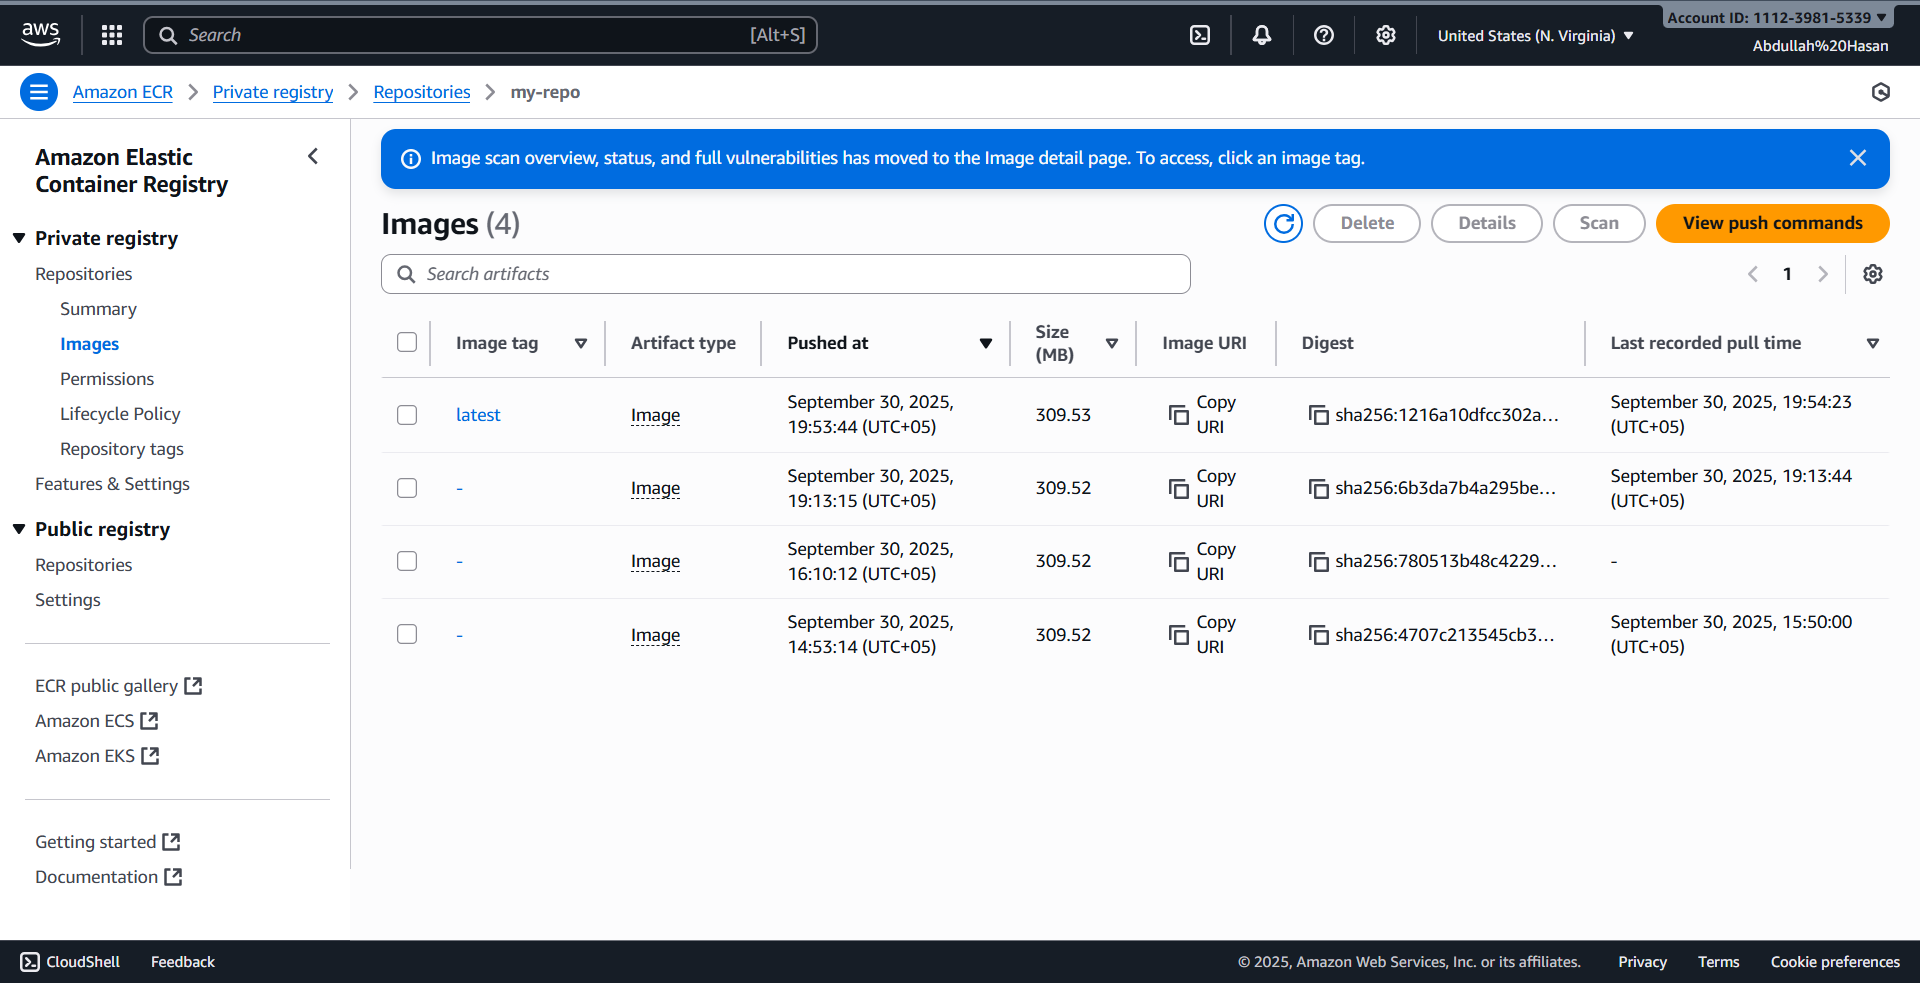 aws
Search
[Alt+S]
United States (N. Virginia)
Account ID: 1112-3981-5339
Abdullah%20Hasan
Amazon ECR
Private registry
Repositories
my-repo
Amazon Elastic
Container Registry
Private registry
Repositories
Summary
Images
Permissions
Lifecycle Policy
Repository tags
Features & Settings
Public registry
Repositories
Settings
ECR public gallery
Amazon ECS
Amazon EKS
Getting started
Documentation
Image scan overview, status, and full vulnerabilities has moved to the Image detail page. To access, click an image tag.
Images (4)
Delete
Details
Scan
View push commands
Search artifacts
1
Image tag
Artifact type
Pushed at
Size
(MB)
Image URI
Digest
Last recorded pull time
latest
Image
September 30, 2025,
19:53:44 (UTC+05)
309.53
Copy
URI
sha256:1216a10dfcc302a...
September 30, 2025, 19:54:23
(UTC+05)
-
Image
September 30, 2025,
19:13:15 (UTC+05)
309.52
Copy
URI
sha256:6b3da7b4a295be...
September 30, 2025, 19:13:44
(UTC+05)
-
Image
September 30, 2025,
16:10:12 (UTC+05)
309.52
Copy
URI
sha256:780513b48c4229...
-
-
Image
September 30, 2025,
14:53:14 (UTC+05)
309.52
Copy
URI
sha256:4707c213545cb3...
September 30, 2025, 15:50:00
(UTC+05)
CloudShell
Feedback
© 2025, Amazon Web Services, Inc. or its affiliates.
Privacy
Terms
Cookie preferences